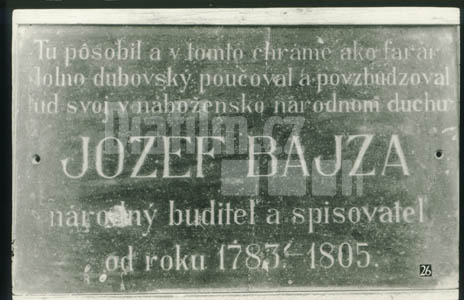 Tu pôsobil a v tomto chráme ako farár
dolno dubovský poučoval a povzbudzoval
ľud svoj v nábožensko národnom duchu
JOZEF BAJZA
národný buditeľ a spisovateľ
od roku 1783.-1805.
26